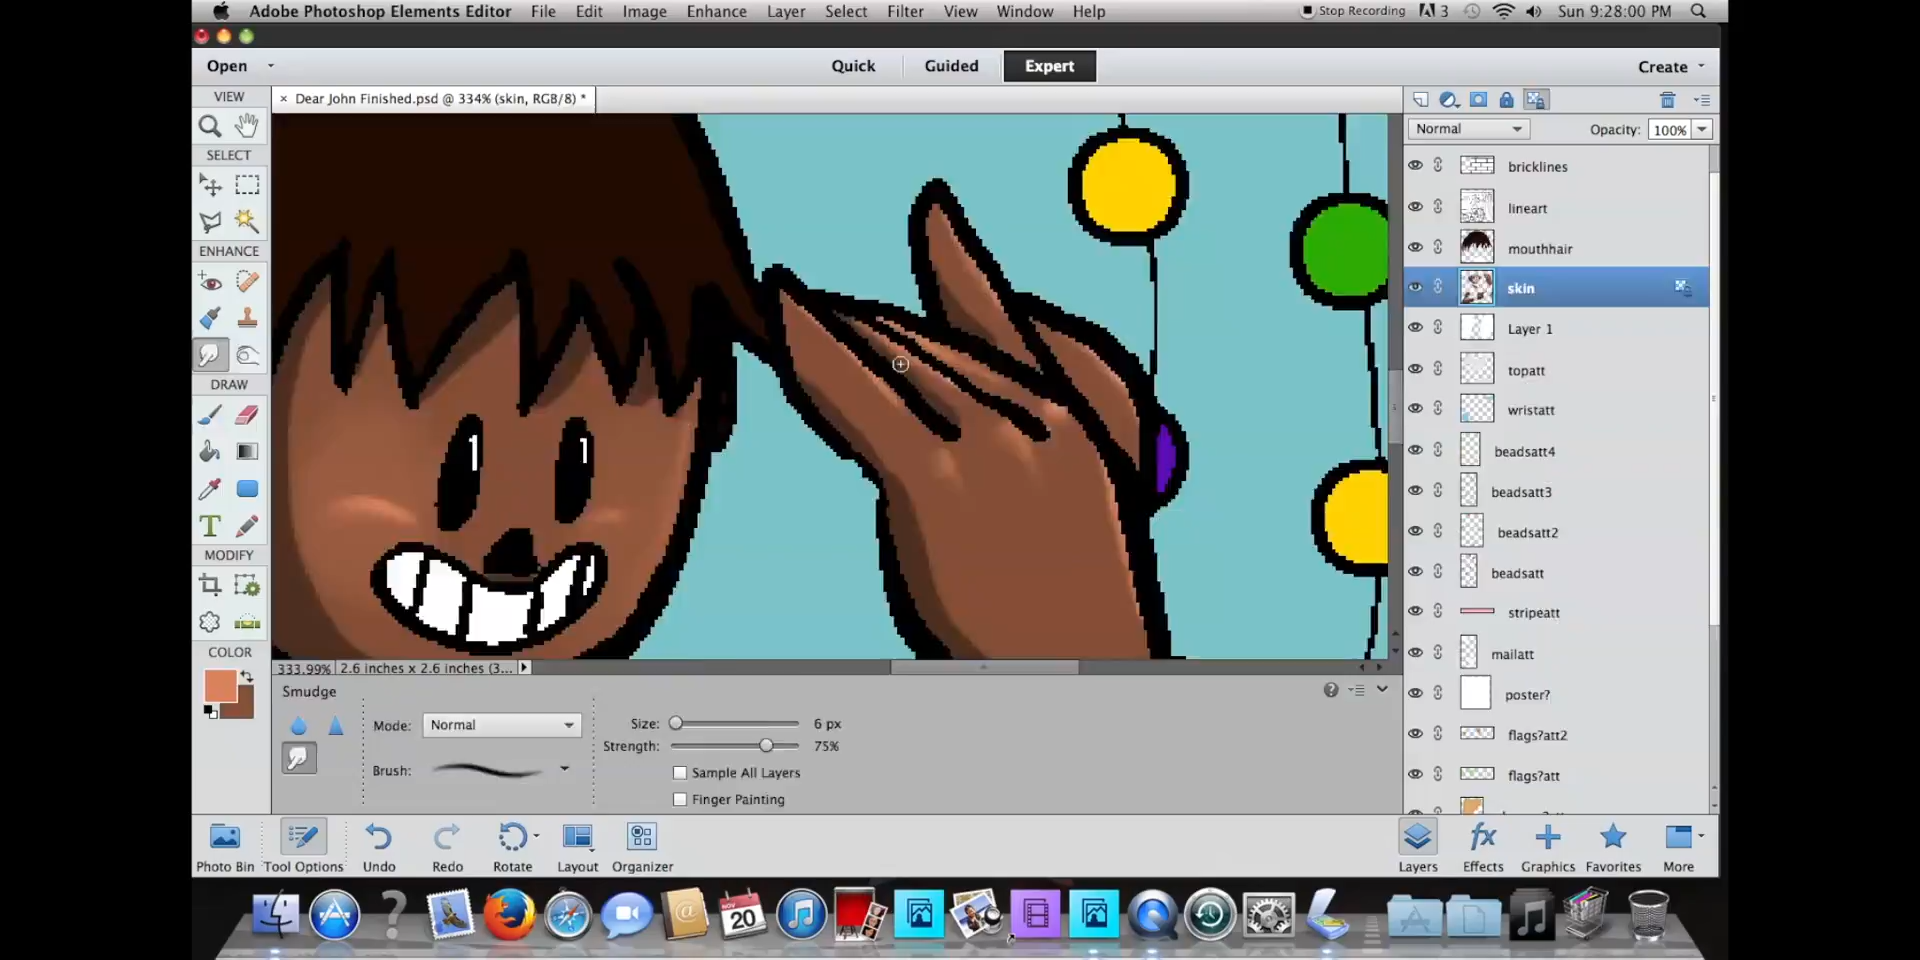 Adobe Photoshop Elements Editor File Edit Image Enhance Layer Select Filter View Window Help Stop Recording 3 Sun 9:28:00 PM
Open Quick Guided Expert Create
VIEW
× Dear John Finished.psd @ 334% (skin, RGB/8) *
Normal Opacity: 100%
SELECT
bricklines
lineart
ENHANCE
mouthhair
skin
Layer 1
topatt
DRAW
wristatt
beadsatt4
beadsatt3
beadsatt2
T
MODIFY
beadsatt
stripeatt
COLOR
mailatt
333.99% 2.6 inches x 2.6 inches (3...
Smudge
poster?
Mode: Normal Size: 6 px
flags?att2
Strength: 75%
Brush:
Sample All Layers
flags?att
Finger Painting
Photo Bin Tool Options Undo Redo Rotate Layout Organizer
fx
Layers Effects Graphics Favorites More
NOV
20